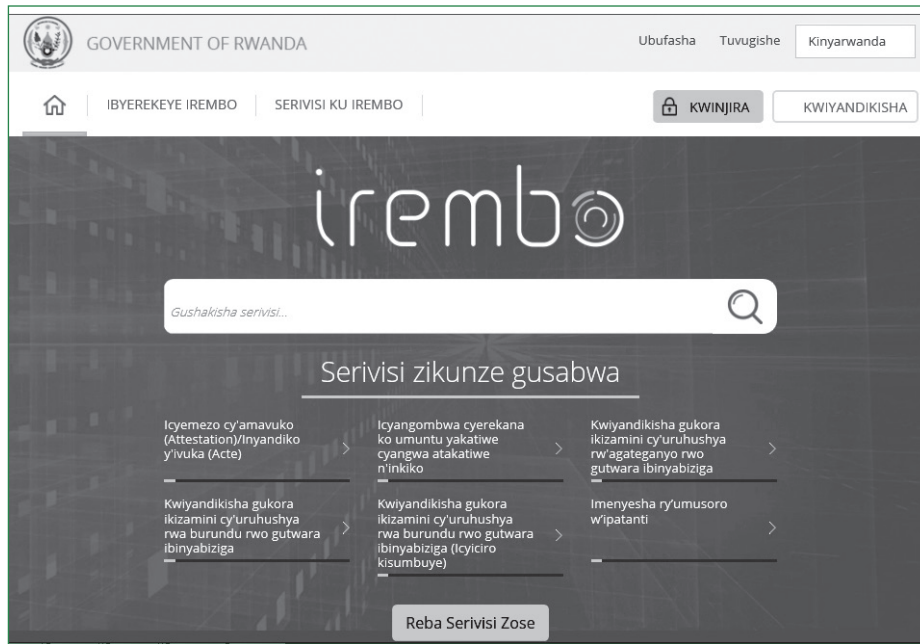 GOVERNMENT OF RWANDA
Ubufasha
Tuvugishe
Kinyarwanda
IBYEREKEYE IREMBO
SERIVISI KU IREMBO
KWINJIRA
KWIYANDIKISHA
irembo
Gushakisha serivisi...
Serivisi zikunze gusabwa
Icyemezo cy'amavuko
(Attestation)/Inyandiko
y'ivuka (Acte)
Icyangombwa cyerekana
ko umuntu yakatiwe
cyangwa atakatiwe
n'inkiko
Kwiyandikisha gukora
ikizamini cy'uruhushya
rw'agateganyo rwo
gutwara ibinyabiziga
Kwiyandikisha gukora
ikizamini cy'uruhushya
rwa burundu rwo gutwara
ibinyabiziga
Kwiyandikisha gukora
ikizamini cy'uruhushya
rwa burundu rwo gutwara
ibinyabiziga (Icyiciro
kisumbuye)
Imenyesha ry'umusoro
w'ipatanti
Reba Serivisi Zose